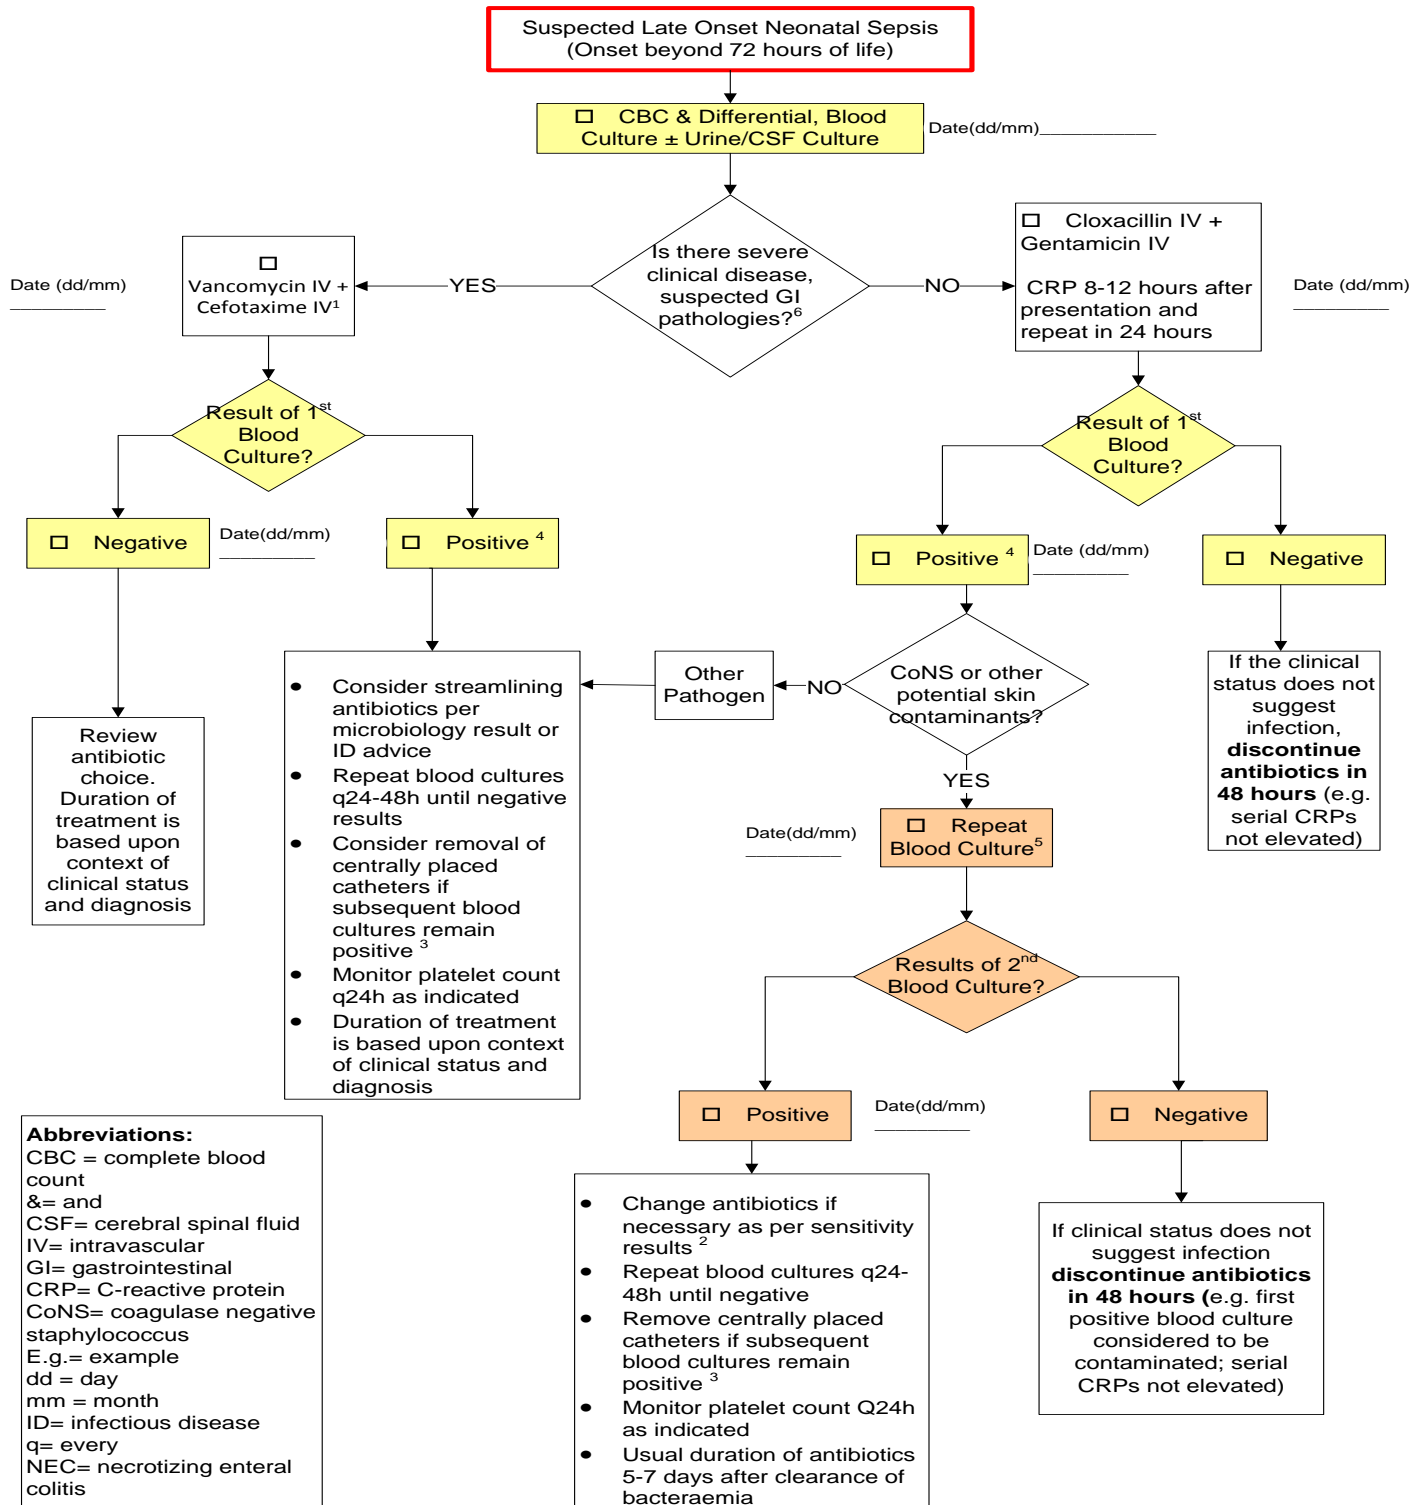 Suspected Late Onset Neonatal Sepsis
(Onset beyond 72 hours of life)
☐ CBC & Differential, Blood
Culture ± Urine/CSF Culture
Date(dd/mm)____________
Is there severe
clinical disease,
suspected GI
pathologies?⁶
YES
NO
Date (dd/mm)
__________
☐
Vancomycin IV +
Cefotaxime IV¹
☐ Cloxacillin IV +
Gentamicin IV
CRP 8-12 hours after
presentation and
repeat in 24 hours
Date (dd/mm)
__________
Result of 1st
Blood
Culture?
Result of 1st
Blood
Culture?
☐ Negative
Date(dd/mm)
__________
☐ Positive ⁴
☐ Positive ⁴
Date (dd/mm)
__________
☐ Negative
Review
antibiotic
choice.
Duration of
treatment is
based upon
context of
clinical status
and diagnosis
• Consider streamlining
antibiotics per
microbiology result or
ID advice
• Repeat blood cultures
q24-48h until negative
results
• Consider removal of
centrally placed
catheters if
subsequent blood
cultures remain
positive ³
• Monitor platelet count
q24h as indicated
• Duration of treatment
is based upon context
of clinical status and
diagnosis
Other
Pathogen
NO
CoNS or other
potential skin
contaminants?
YES
If the clinical
status does not
suggest
infection,
discontinue
antibiotics in
48 hours (e.g.
serial CRPs
not elevated)
Date(dd/mm)
__________
☐ Repeat
Blood Culture⁵
Results of 2nd
Blood Culture?
☐ Positive
Date(dd/mm)
__________
☐ Negative
• Change antibiotics if
necessary as per sensitivity
results ²
• Repeat blood cultures q24-
48h until negative
• Remove centrally placed
catheters if subsequent
blood cultures remain
positive ³
• Monitor platelet count Q24h
as indicated
• Usual duration of antibiotics
5-7 days after clearance of
bacteraemia
If clinical status does not
suggest infection
discontinue antibiotics
in 48 hours (e.g. first
positive blood culture
considered to be
contaminated; serial
CRPs not elevated)
Abbreviations:
CBC = complete blood
count
&= and
CSF= cerebral spinal fluid
IV= intravascular
GI= gastrointestinal
CRP= C-reactive protein
CoNS= coagulase negative
staphylococcus
E.g.= example
dd = day
mm = month
ID= infectious disease
q= every
NEC= necrotizing enteral
colitis